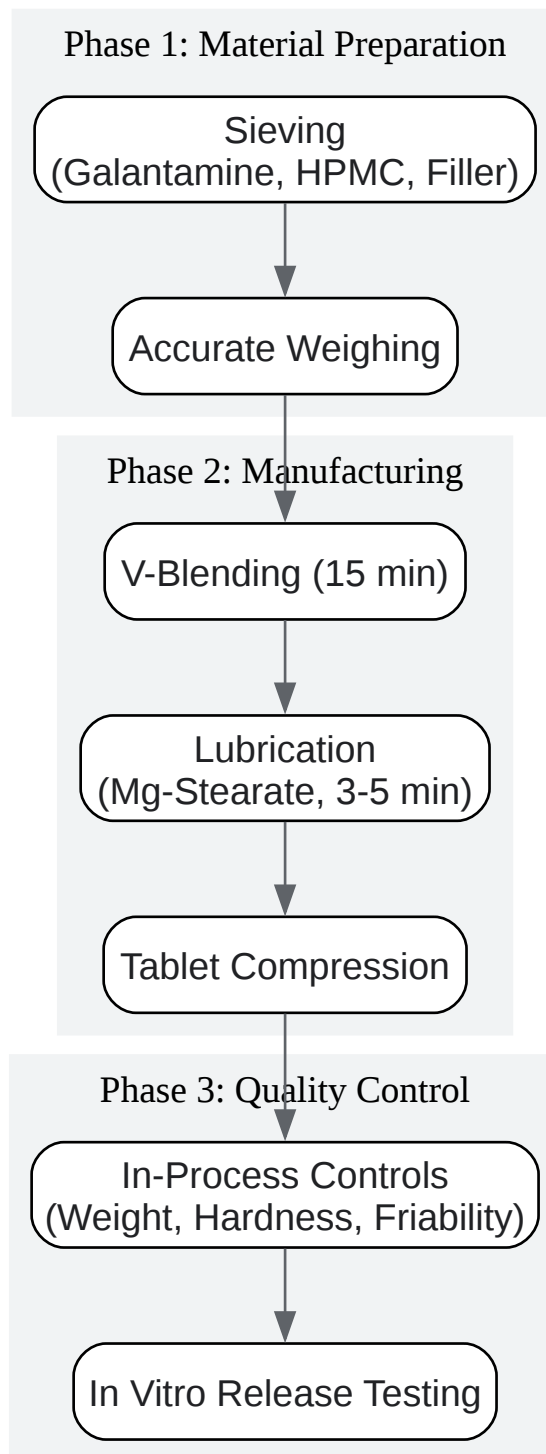 Phase 1: Material Preparation
Sieving
(Galantamine, HPMC, Filler)
Accurate Weighing
Phase 2: Manufacturing
V-Blending (15 min)
Lubrication
(Mg-Stearate, 3-5 min)
Tablet Compression
Phase 3: Quality Control
In-Process Controls
(Weight, Hardness, Friability)
In Vitro Release Testing